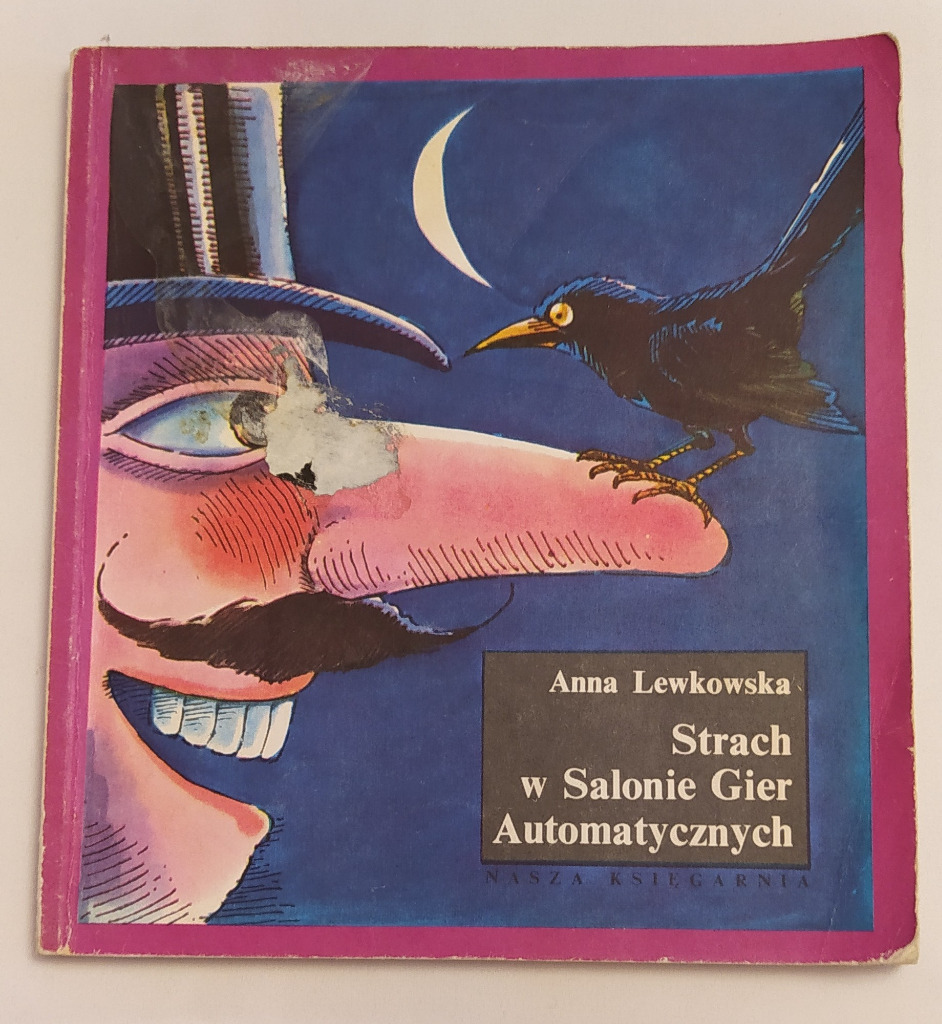 Anna Lewkowska
Strach
w Salonie Gier
Automatycznych
NASZA KSIĘGARNIA